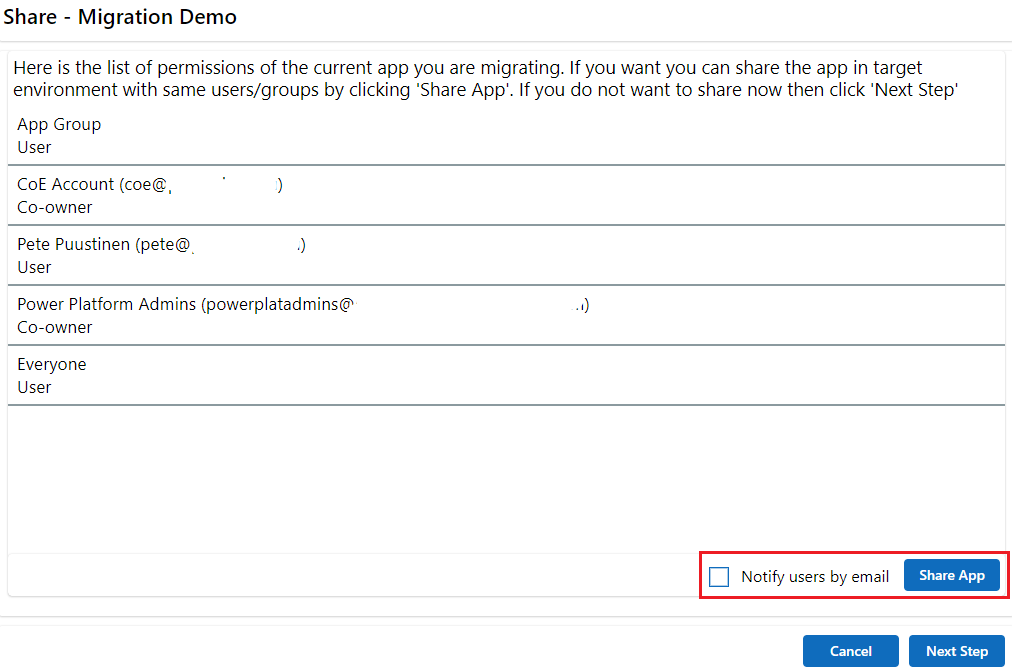 Share - Migration Demo
Here is the list of permissions of the current app you are migrating. If you want you can share the app in target
environment with same users/groups by clicking 'Share App'. If you do not want to share now then click 'Next Step'
App Group
User
CoE Account (coe@ )
Co-owner
Pete Puustinen (pete@ .)
User
Power Platform Admins (powerplatadmins@ )
Co-owner
Everyone
User
Notify users by email Share App
Cancel Next Step